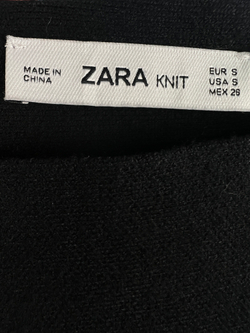 MADE IN
CHINA
ZARA KNIT
EUR S
USA S
MEX 26